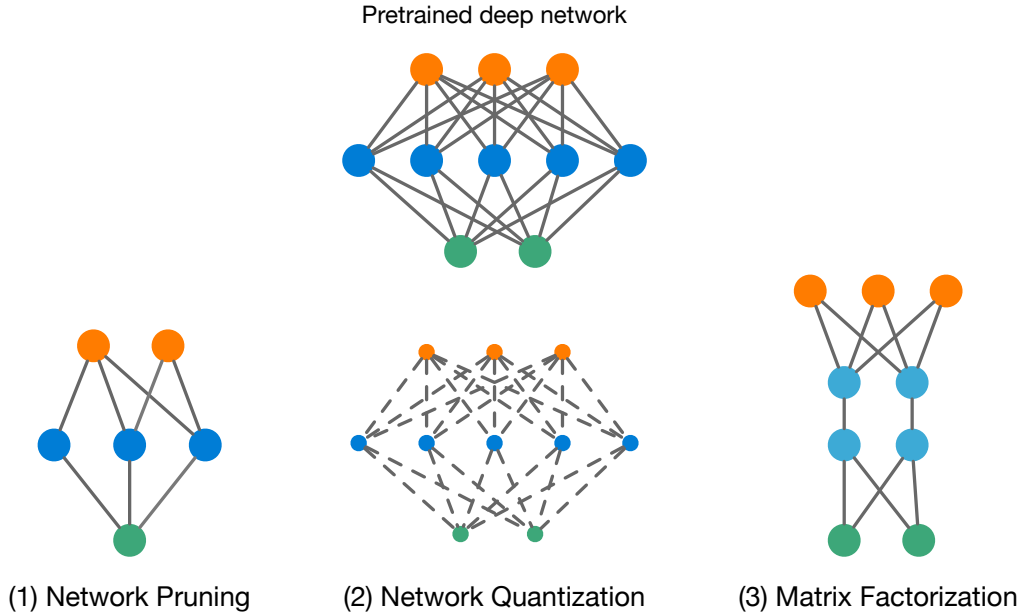 Pretrained deep network
(1) Network Pruning
(2) Network Quantization
(3) Matrix Factorization